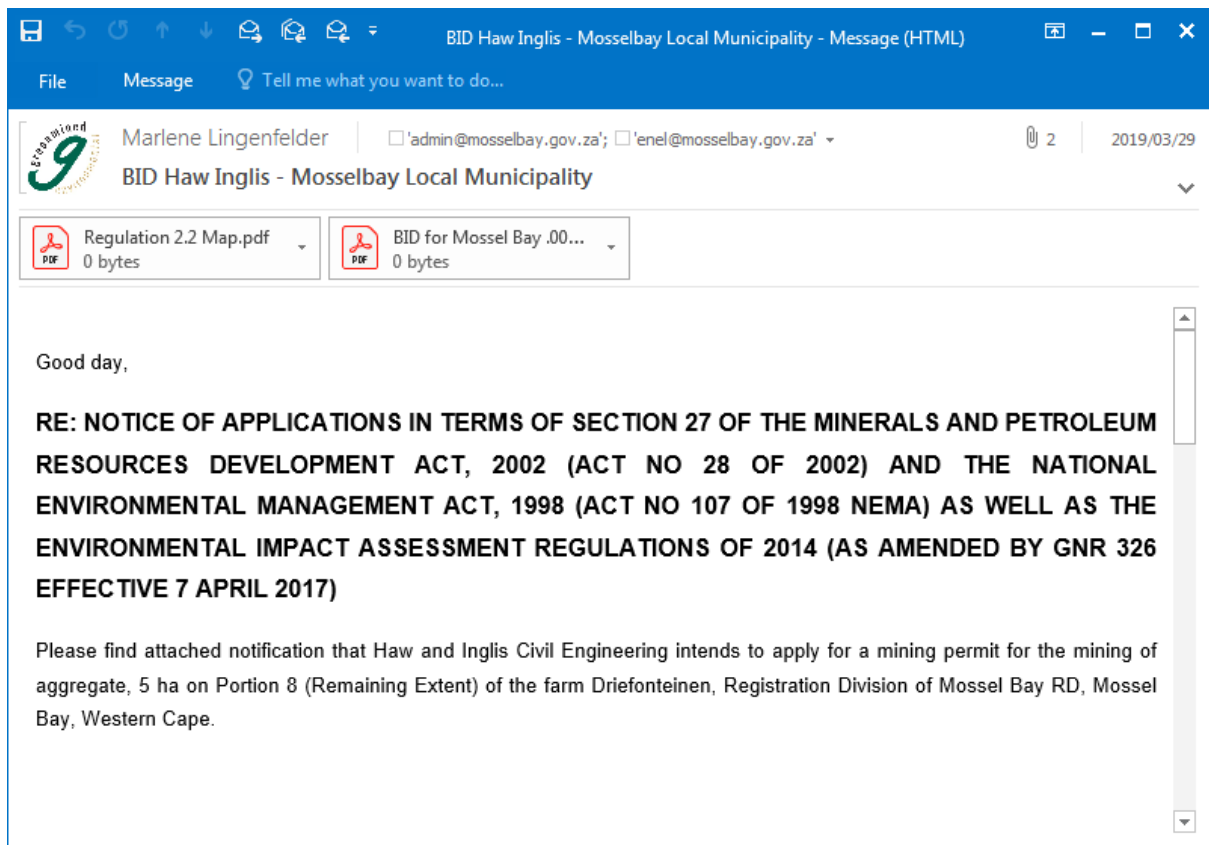 BID Haw Inglis - Mosselbay Local Municipality - Message (HTML)
File Message Tell me what you want to do...
Marlene Lingenfelder 'admin@mosselbay.gov.za'; 'enel@mosselbay.gov.za' 2 2019/03/29
BID Haw Inglis - Mosselbay Local Municipality
Regulation 2.2 Map.pdf
0 bytes
BID for Mossel Bay .00...
0 bytes
Good day,
RE: NOTICE OF APPLICATIONS IN TERMS OF SECTION 27 OF THE MINERALS AND PETROLEUM
RESOURCES DEVELOPMENT ACT, 2002 (ACT NO 28 OF 2002) AND THE NATIONAL
ENVIRONMENTAL MANAGEMENT ACT, 1998 (ACT NO 107 OF 1998 NEMA) AS WELL AS THE
ENVIRONMENTAL IMPACT ASSESSMENT REGULATIONS OF 2014 (AS AMENDED BY GNR 326
EFFECTIVE 7 APRIL 2017)
Please find attached notification that Haw and Inglis Civil Engineering intends to apply for a mining permit for the mining of
aggregate, 5 ha on Portion 8 (Remaining Extent) of the farm Driefonteinen, Registration Division of Mossel Bay RD, Mossel
Bay, Western Cape.